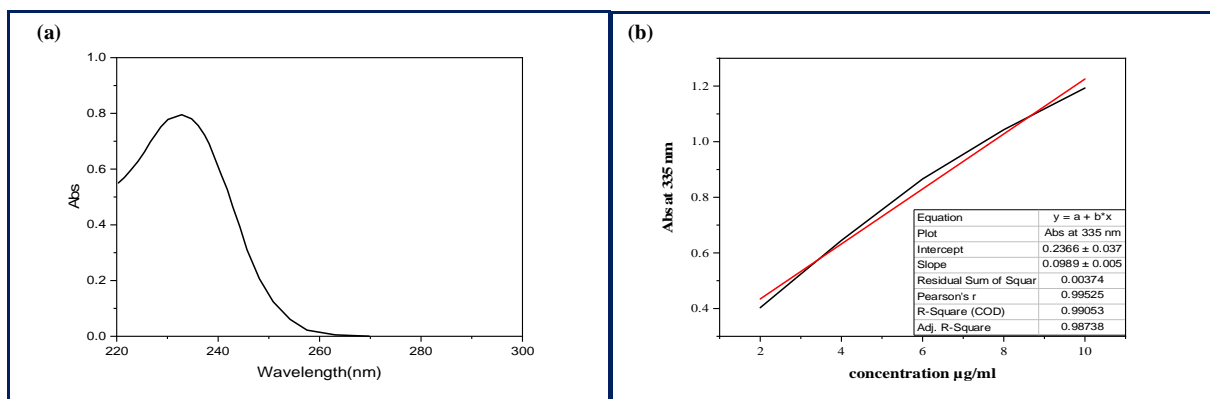 (a)
1.0
0.8
0.6
0.4
0.2
0.0
Abs
220
240
260
280
300
Wavelength(nm)
(b)
1.2
1.0
0.8
0.6
0.4
Abs at 335 nm
2
4
6
8
10
concentration µg/ml
Equation y = a + b*x
Plot Abs at 335 nm
Intercept 0.2366 ± 0.037
Slope 0.0989 ± 0.005
Residual Sum of Squar 0.00374
Pearson's r 0.99525
R-Square (COD) 0.99053
Adj. R-Square 0.98738